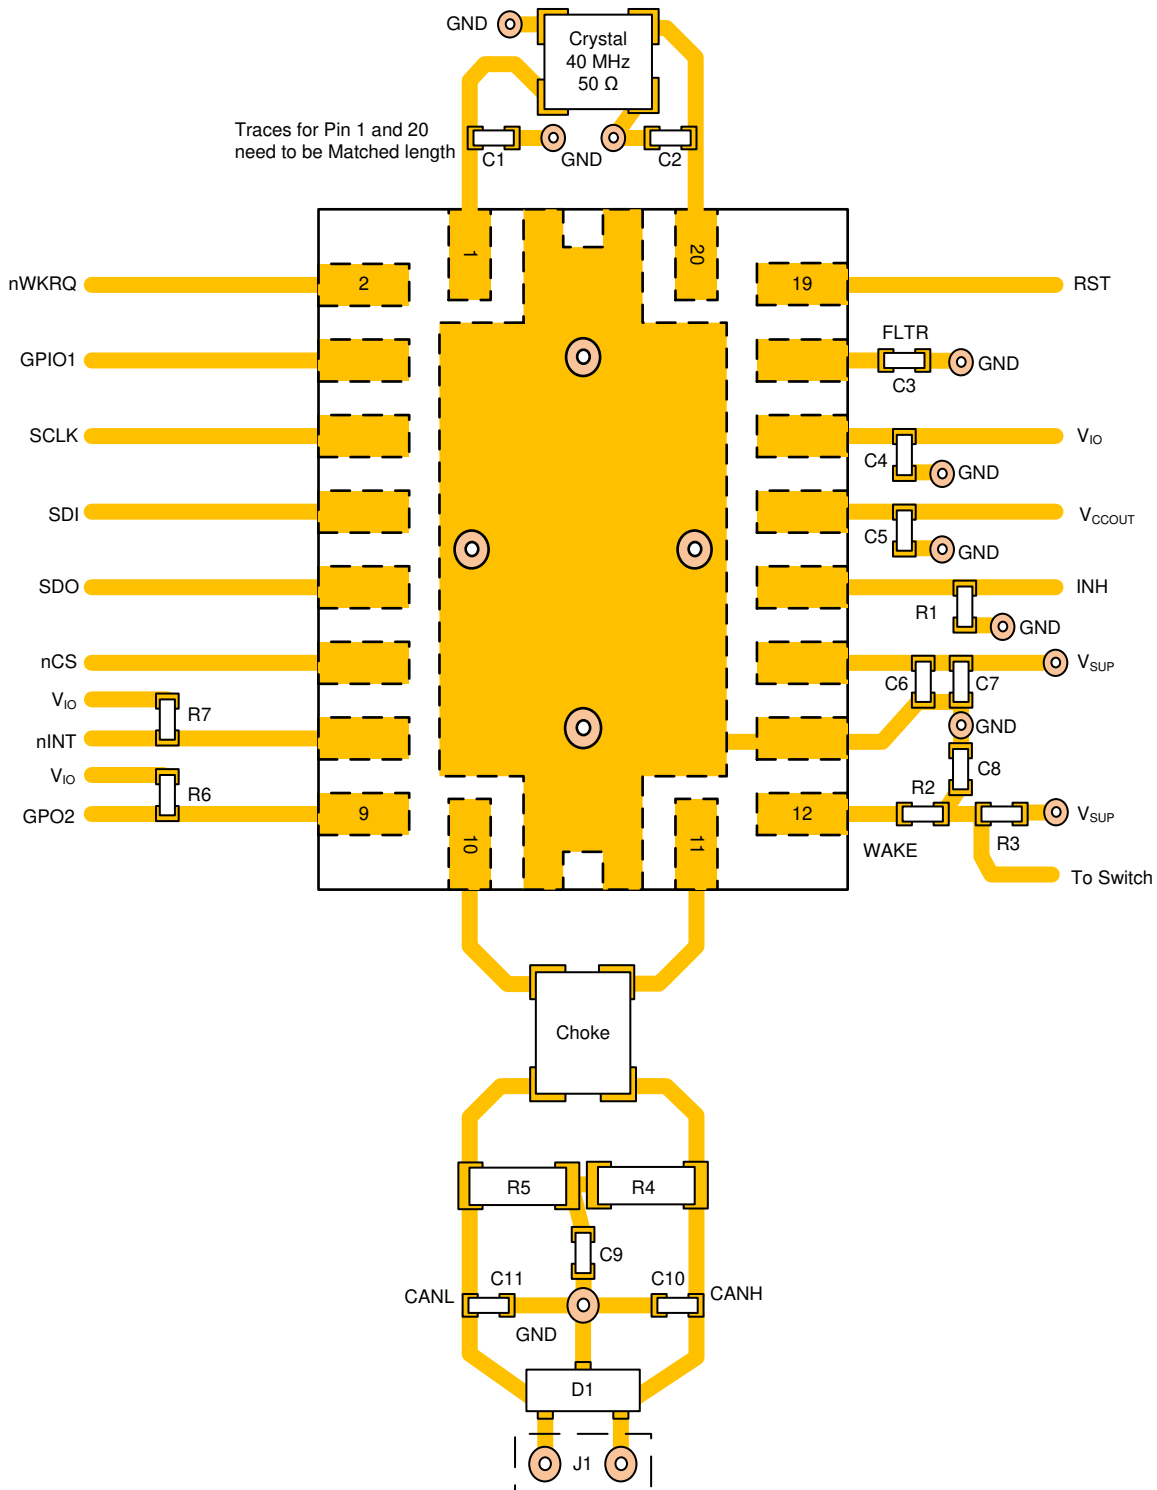 GND
Crystal
40 MHz
50 Ω
Traces for Pin 1 and 20
need to be Matched length
C1
GND
C2
1
20
nWKRQ
2
19
RST
GPIO1
FLTR
C3
GND
SCLK
VIO
C4
GND
SDI
VCCOUT
C5
GND
SDO
INH
R1
GND
nCS
VSUP
C6
C7
VIO
R7
nINT
GND
VIO
R6
C8
R2
GPO2
9
10
11
12
VSUP
WAKE
R3
To Switch
Choke
R5
R4
C9
C11
C10
CANL
CANH
GND
D1
J1